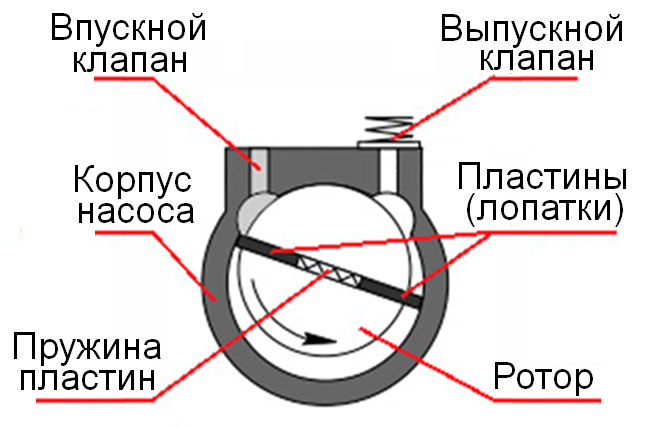 Впускной
клапан
Выпускной
клапан
Корпус
насоса
Пластины
(лопатки)
Пружина
пластин
Ротор